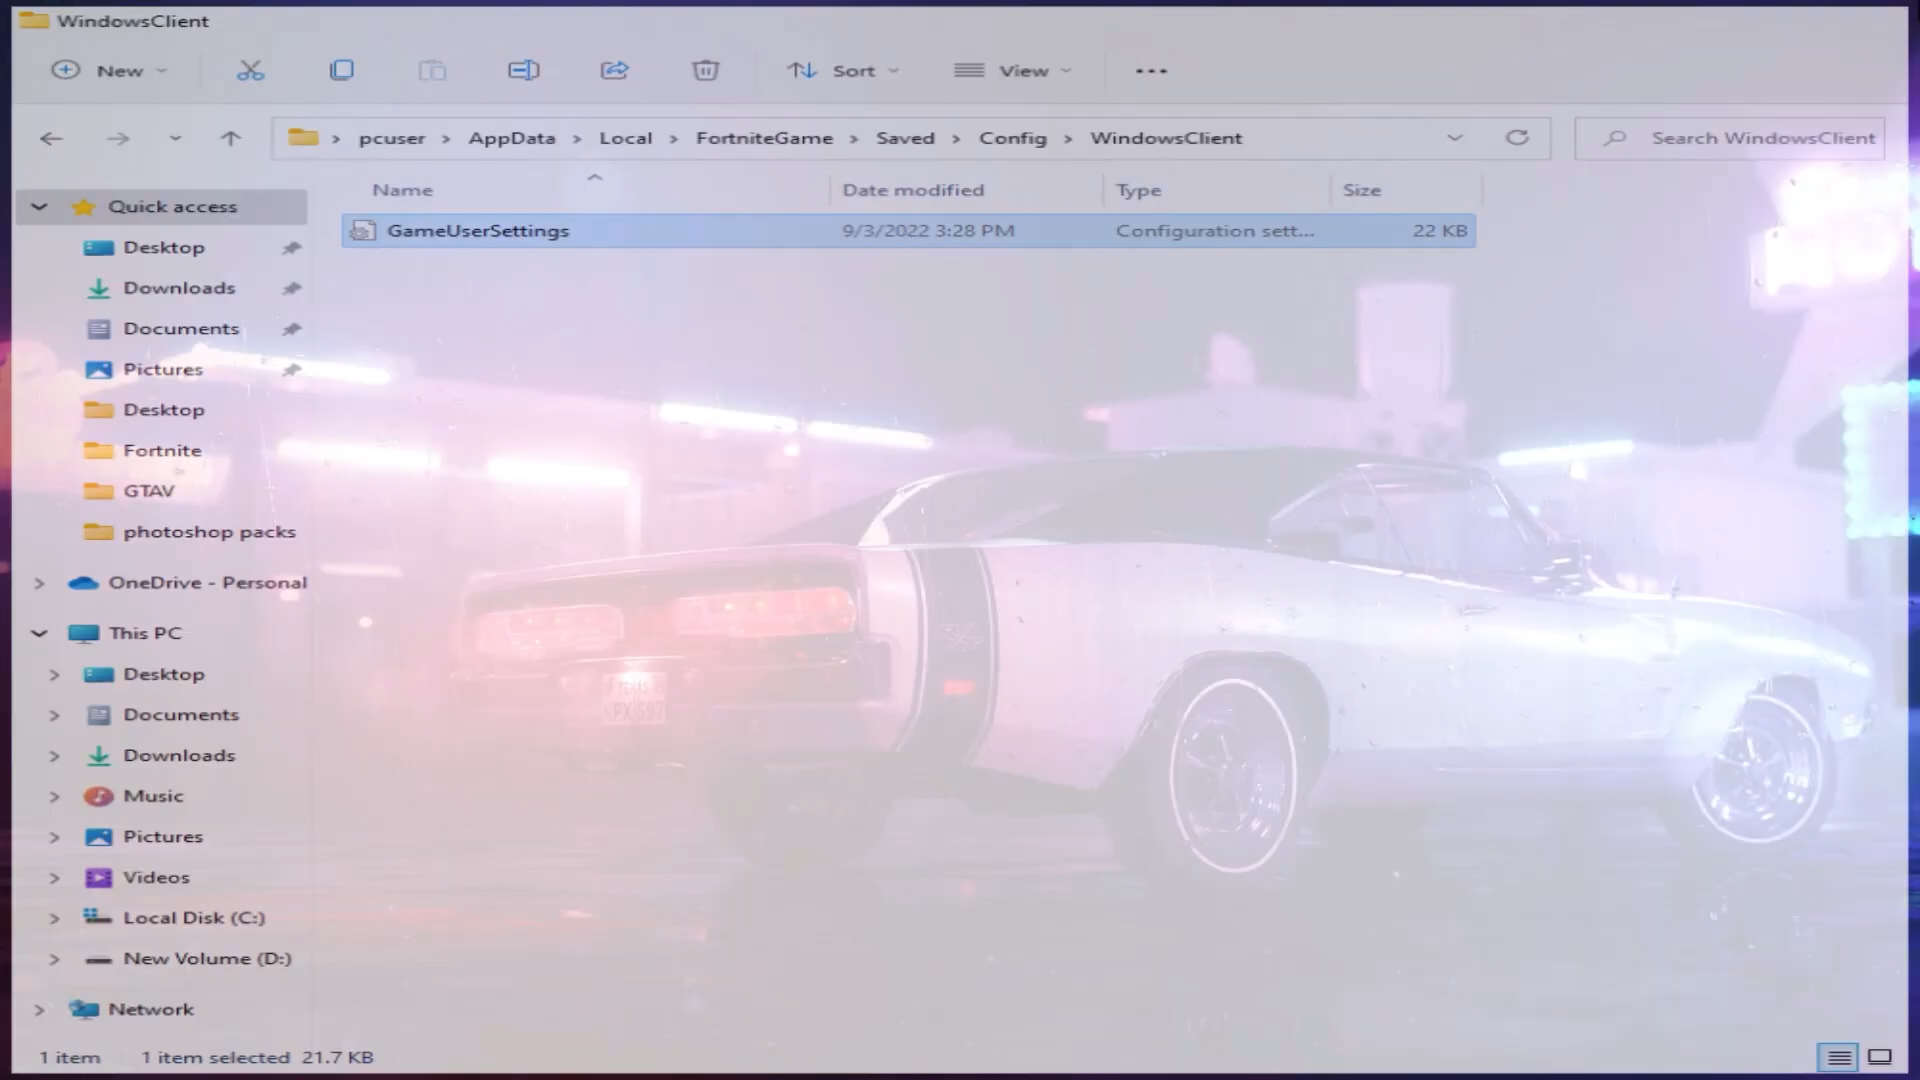 WindowsClient
New
Sort
View
pcuser > AppData > Local > FortniteGame > Saved > Config > WindowsClient
Search WindowsClient
Name
Date modified
Type
Size
GameUserSettings
9/3/2022 3:28 PM
Configuration sett...
22 KB
Quick access
Desktop
Downloads
Documents
Pictures
Desktop
Fortnite
GTAV
photoshop packs
OneDrive - Personal
This PC
Desktop
Documents
Downloads
Music
Pictures
Videos
Local Disk (C:)
New Volume (D:)
Network
1 item
1 item selected 21.7 KB